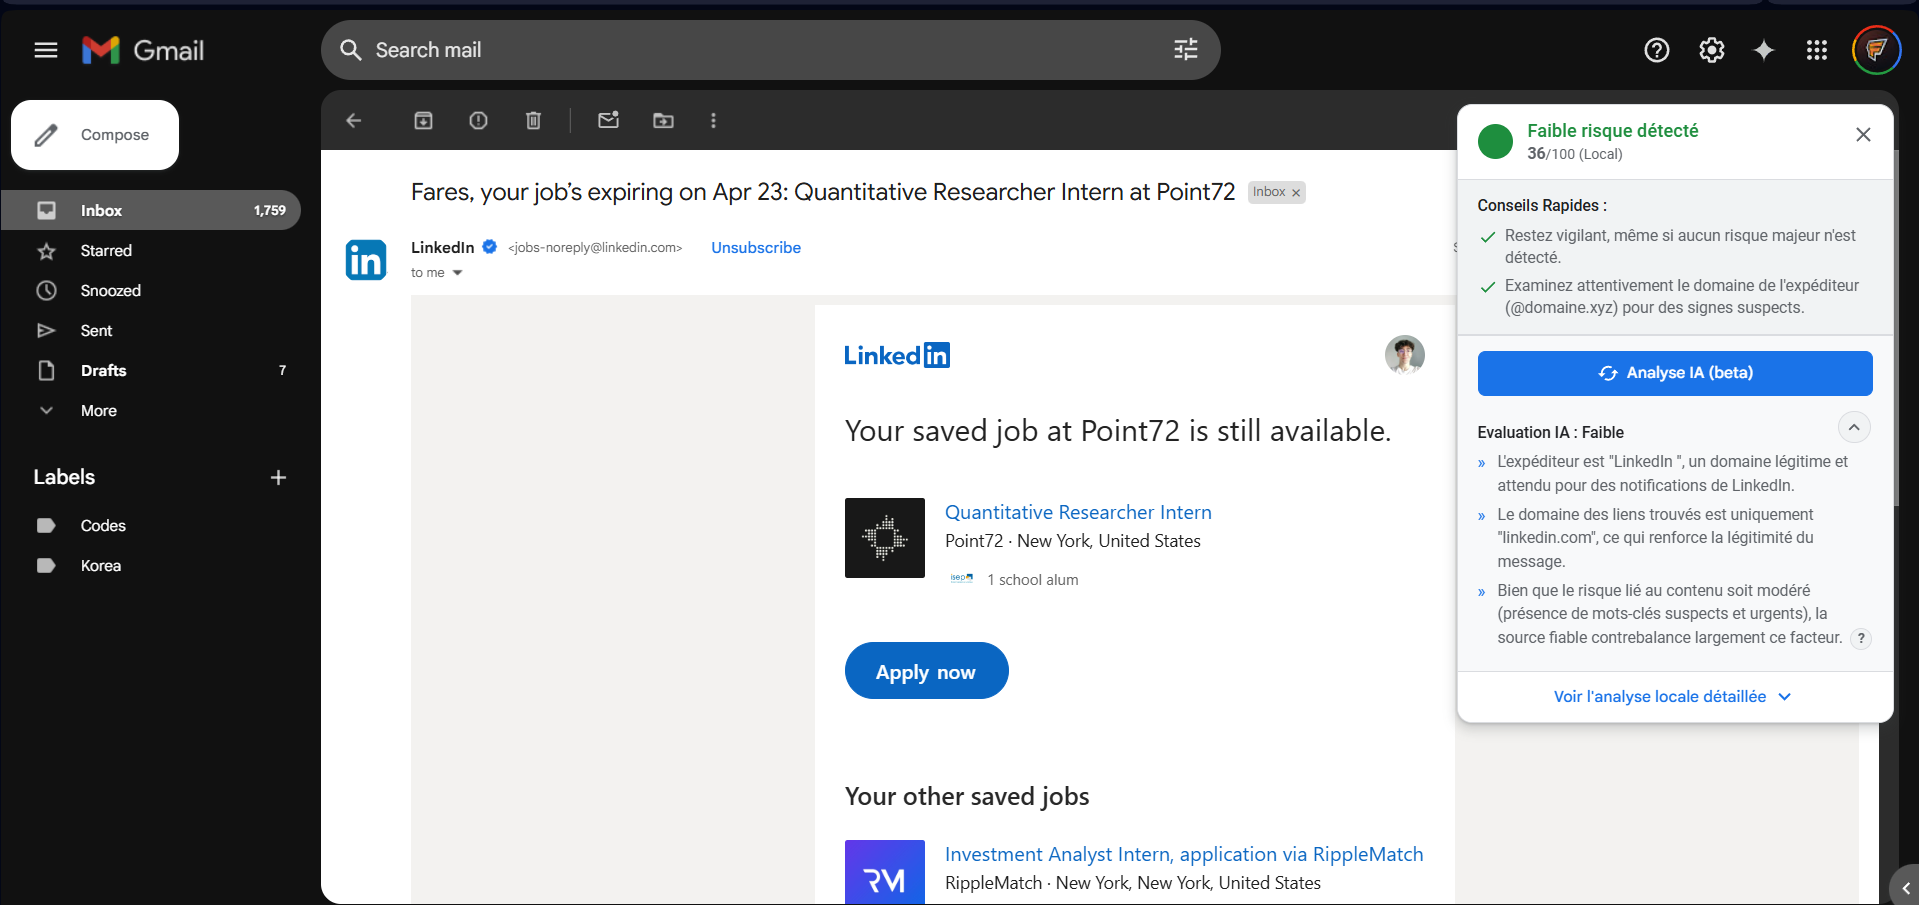 Gmail
Search mail
Compose
Inbox 1,759
Starred
Snoozed
Sent
Drafts 7
More
Labels
Codes
Korea
Fares, your job’s expiring on Apr 23: Quantitative Researcher Intern at Point72 Inbox
LinkedIn <jobs-noreply@linkedin.com> Unsubscribe
to me
in
LinkedIn
Your saved job at Point72 is still available.
Quantitative Researcher Intern
Point72 · New York, United States
isep 1 school alum
Apply now
Your other saved jobs
RM
Investment Analyst Intern, application via RippleMatch
RippleMatch · New York, New York, United States
Faible risque détecté
36/100 (Local)
Conseils Rapides :
Restez vigilant, même si aucun risque majeur n'est
détecté.
Examinez attentivement le domaine de l'expéditeur
(@domaine.xyz) pour des signes suspects.
Analyse IA (beta)
Evaluation IA : Faible
» L'expéditeur est "LinkedIn ", un domaine légitime et
attendu pour des notifications de LinkedIn.
» Le domaine des liens trouvés est uniquement
"linkedin.com", ce qui renforce la légitimité du
message.
» Bien que le risque lié au contenu soit modéré
(présence de mots-clés suspects et urgents), la
source fiable contrebalance largement ce facteur. ?
Voir l'analyse locale détaillée